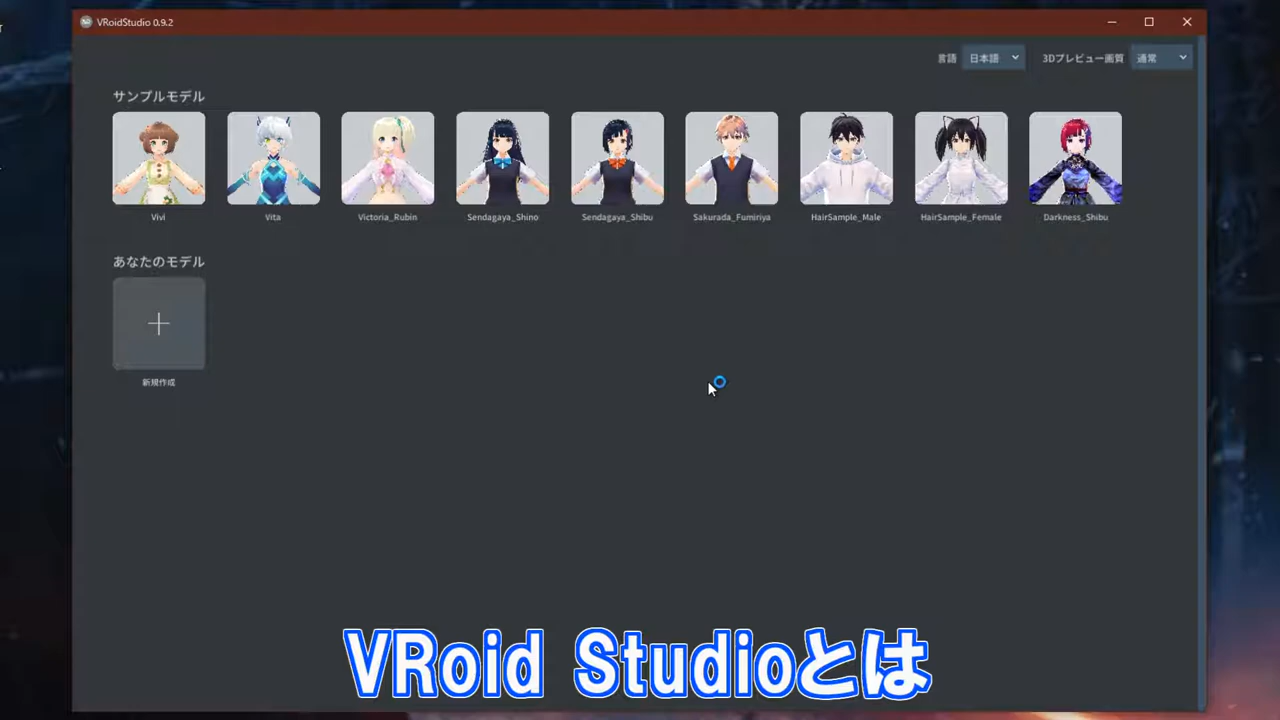 VRoidStudio 0.9.2
言語 日本語 3Dプレビュー画質 通常
サンプルモデル
Vivi Vita Victoria_Rubin Sendagaya_Shino Sendagaya_Shibu Sakurada_Fumiriya HairSample_Male HairSample_Female Darkness_Shibu
あなたのモデル
新規作成
VRoid Studioとは